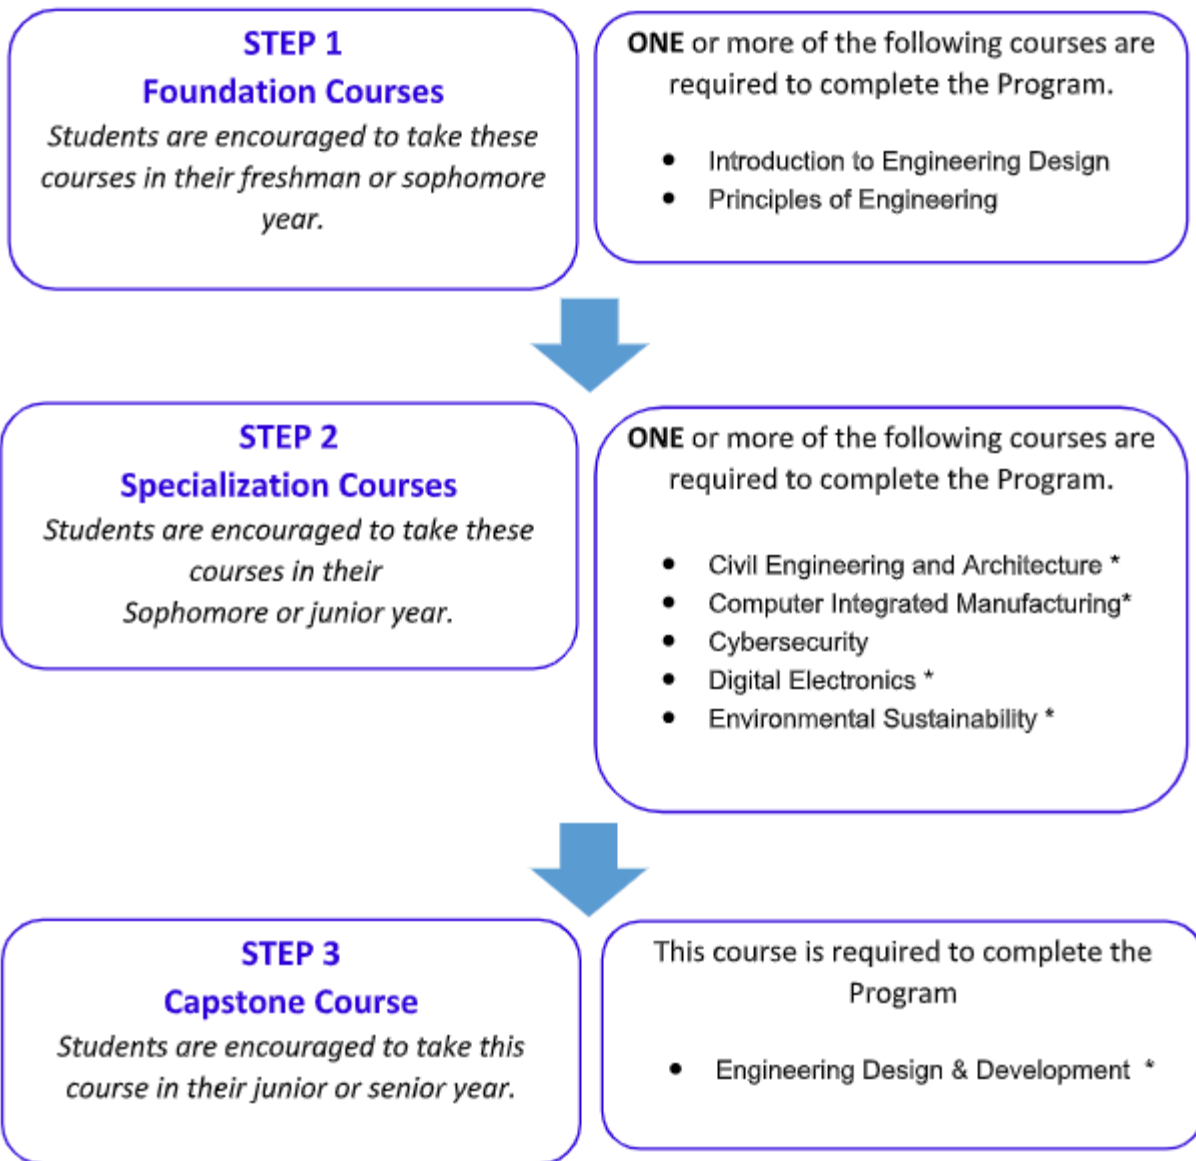 STEP 1
Foundation Courses
Students are encouraged to take these
courses in their freshman or sophomore
year.
ONE or more of the following courses are
required to complete the Program.
• Introduction to Engineering Design
• Principles of Engineering
STEP 2
Specialization Courses
Students are encouraged to take these
courses in their
Sophomore or junior year.
ONE or more of the following courses are
required to complete the Program.
• Civil Engineering and Architecture *
• Computer Integrated Manufacturing*
• Cybersecurity
• Digital Electronics *
• Environmental Sustainability *
STEP 3
Capstone Course
Students are encouraged to take this
course in their junior or senior year.
This course is required to complete the
Program
• Engineering Design & Development *